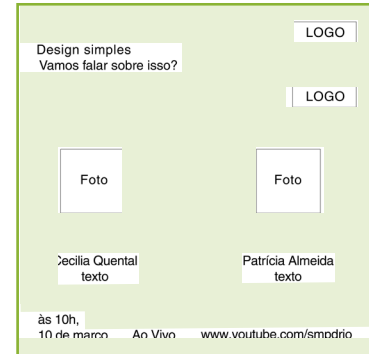 LOGO
Design simples
Vamos falar sobre isso?
LOGO
Foto
Foto
Cecilia Quental
texto
Patrícia Almeida
texto
às 10h,
10 de março Ao Vivo www.youtube.com/smpdrio